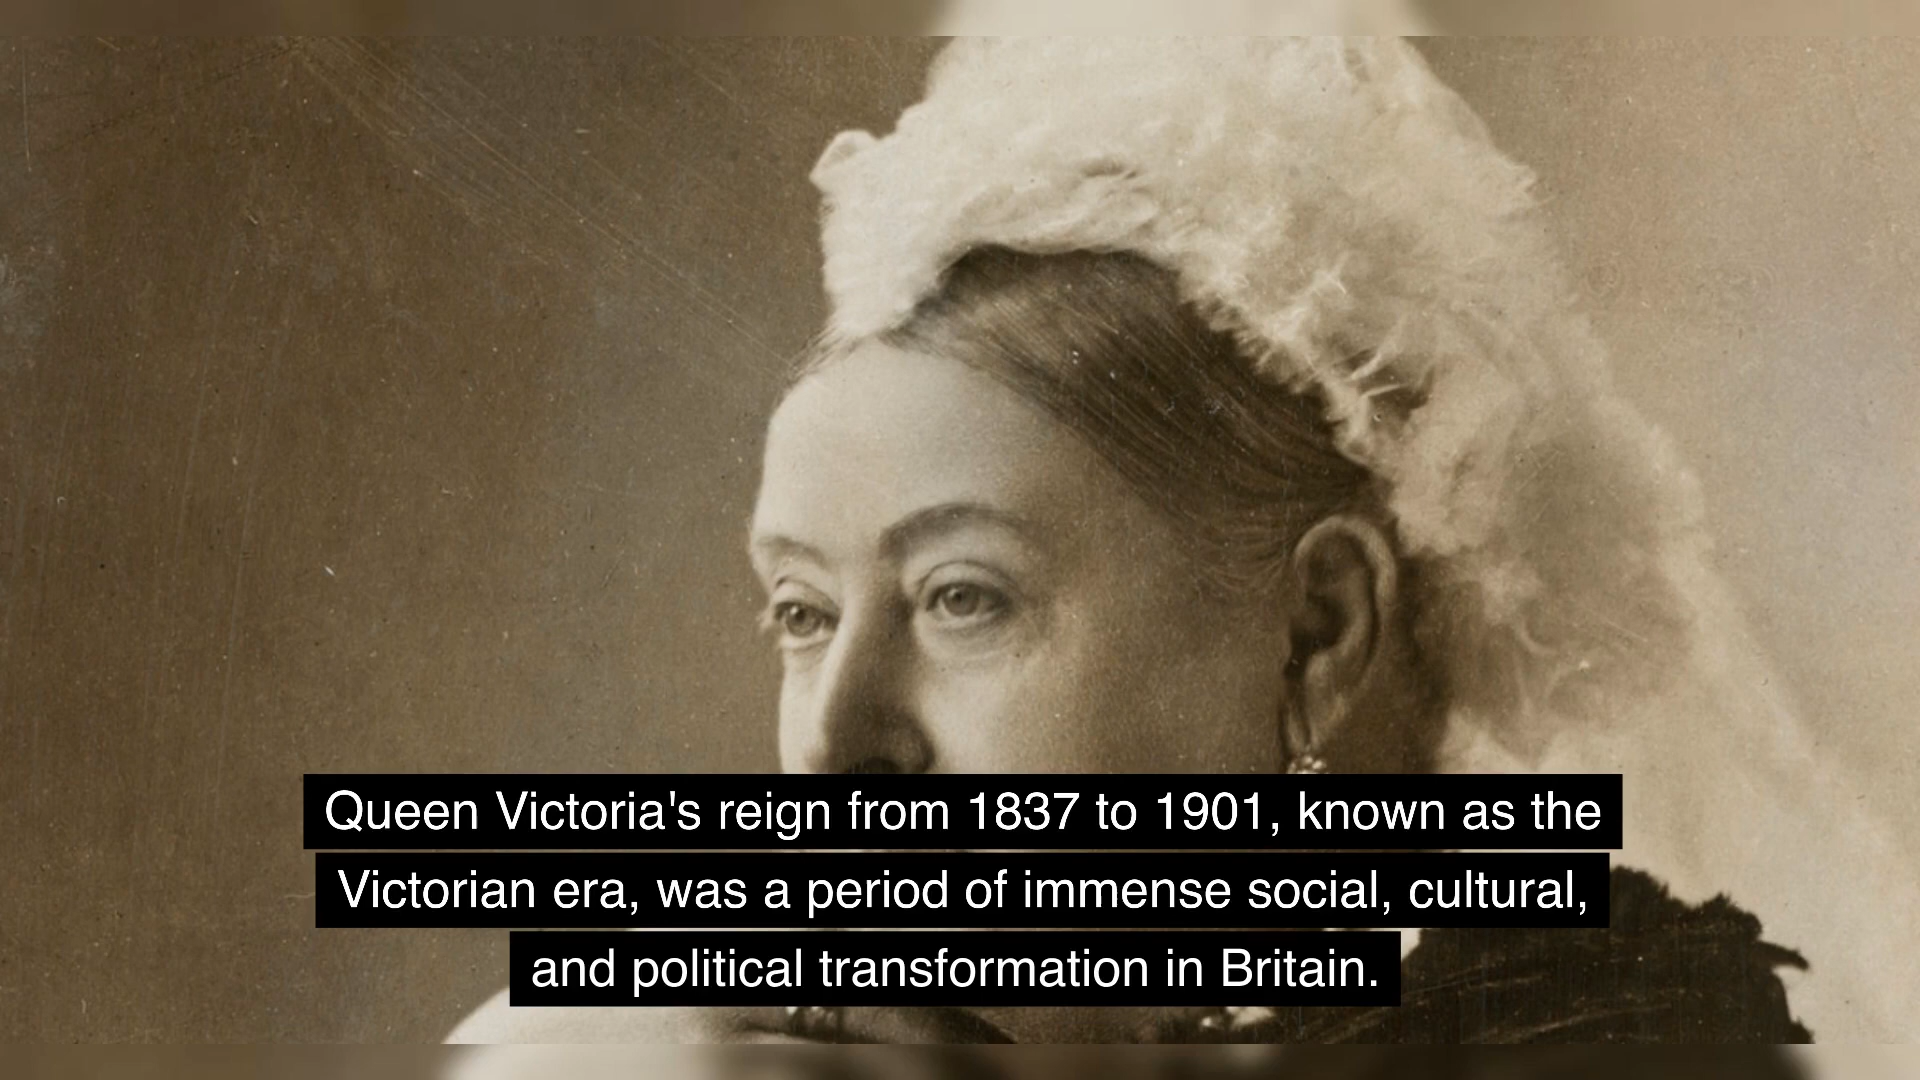 Queen Victoria's reign from 1837 to 1901, known as the
Victorian era, was a period of immense social, cultural,
and political transformation in Britain.